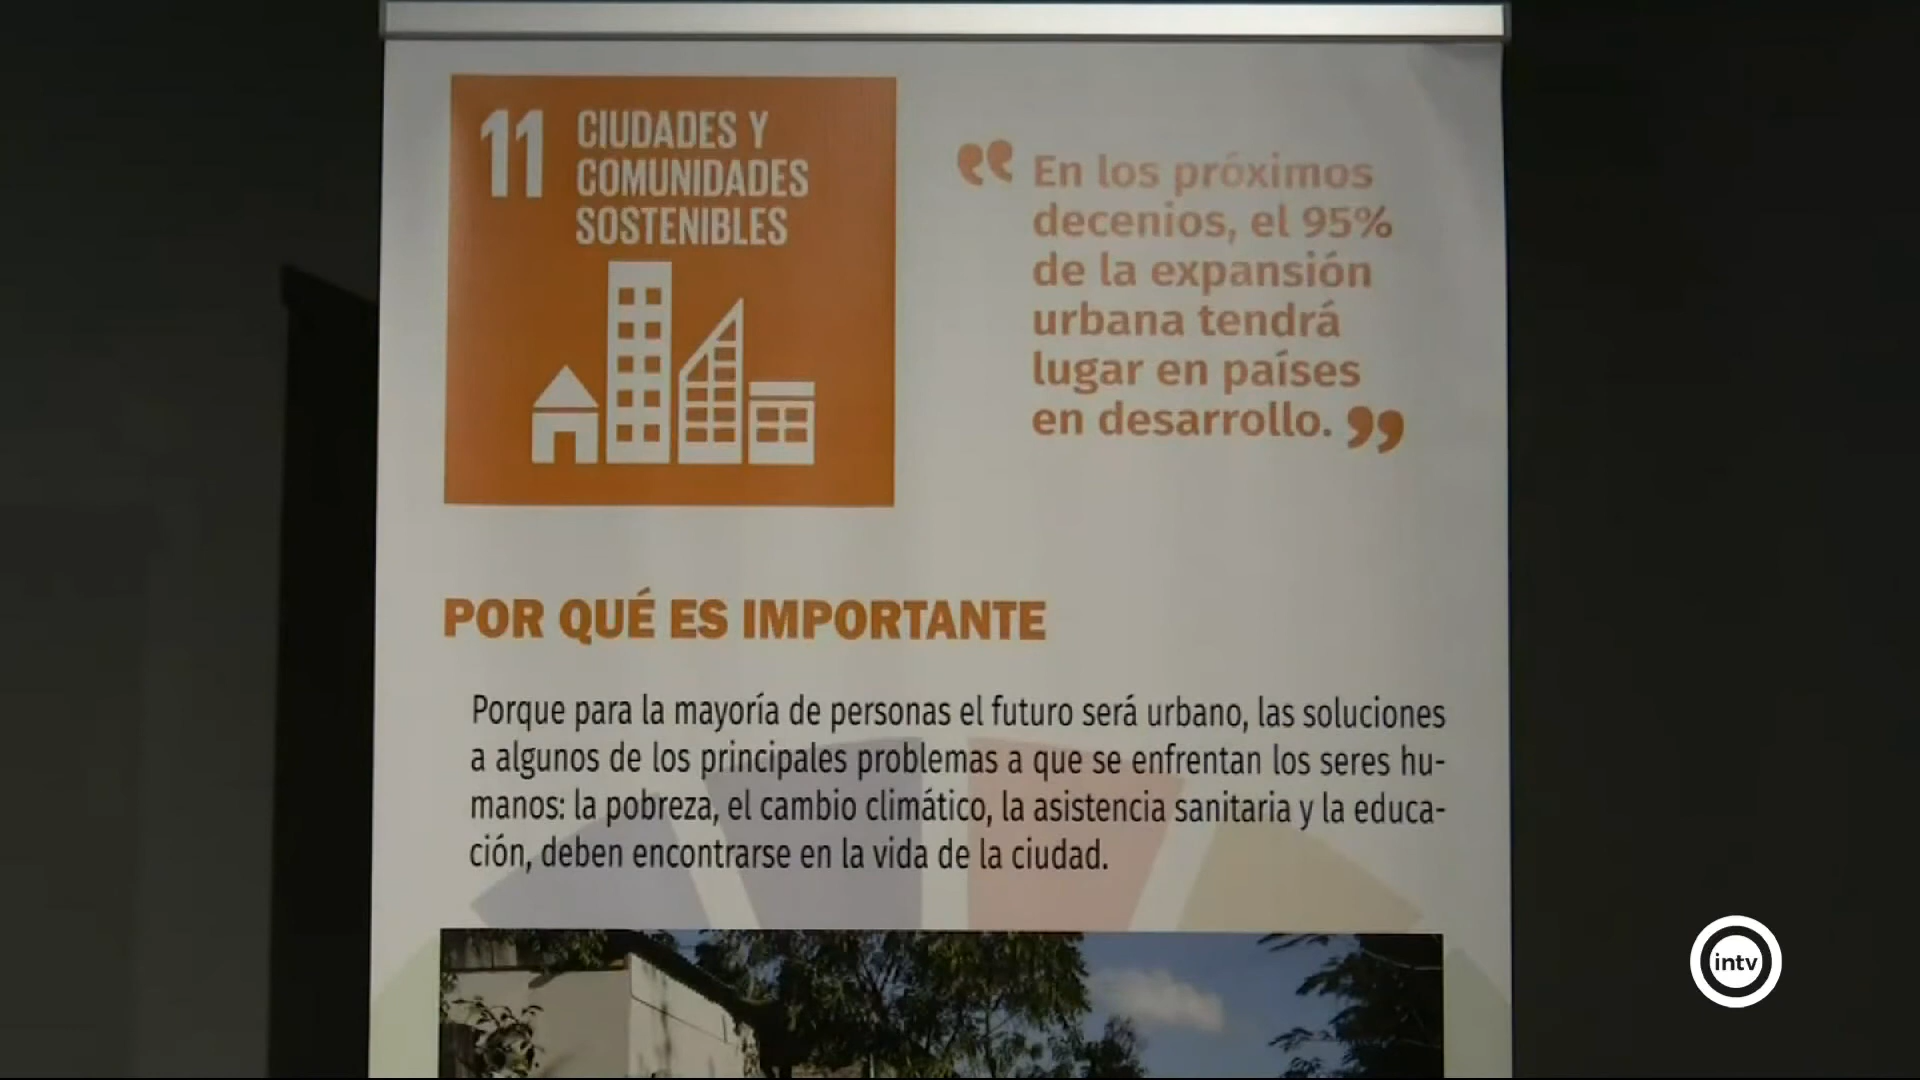 11
CIUDADES Y
COMUNIDADES
SOSTENIBLES
“ En los próximos
decenios, el 95%
de la expansión
urbana tendrá
lugar en países
en desarrollo. ”
POR QUÉ ES IMPORTANTE
Porque para la mayoría de personas el futuro será urbano, las soluciones
a algunos de los principales problemas a que se enfrentan los seres hu-
manos: la pobreza, el cambio climático, la asistencia sanitaria y la educa-
ción, deben encontrarse en la vida de la ciudad.
intv